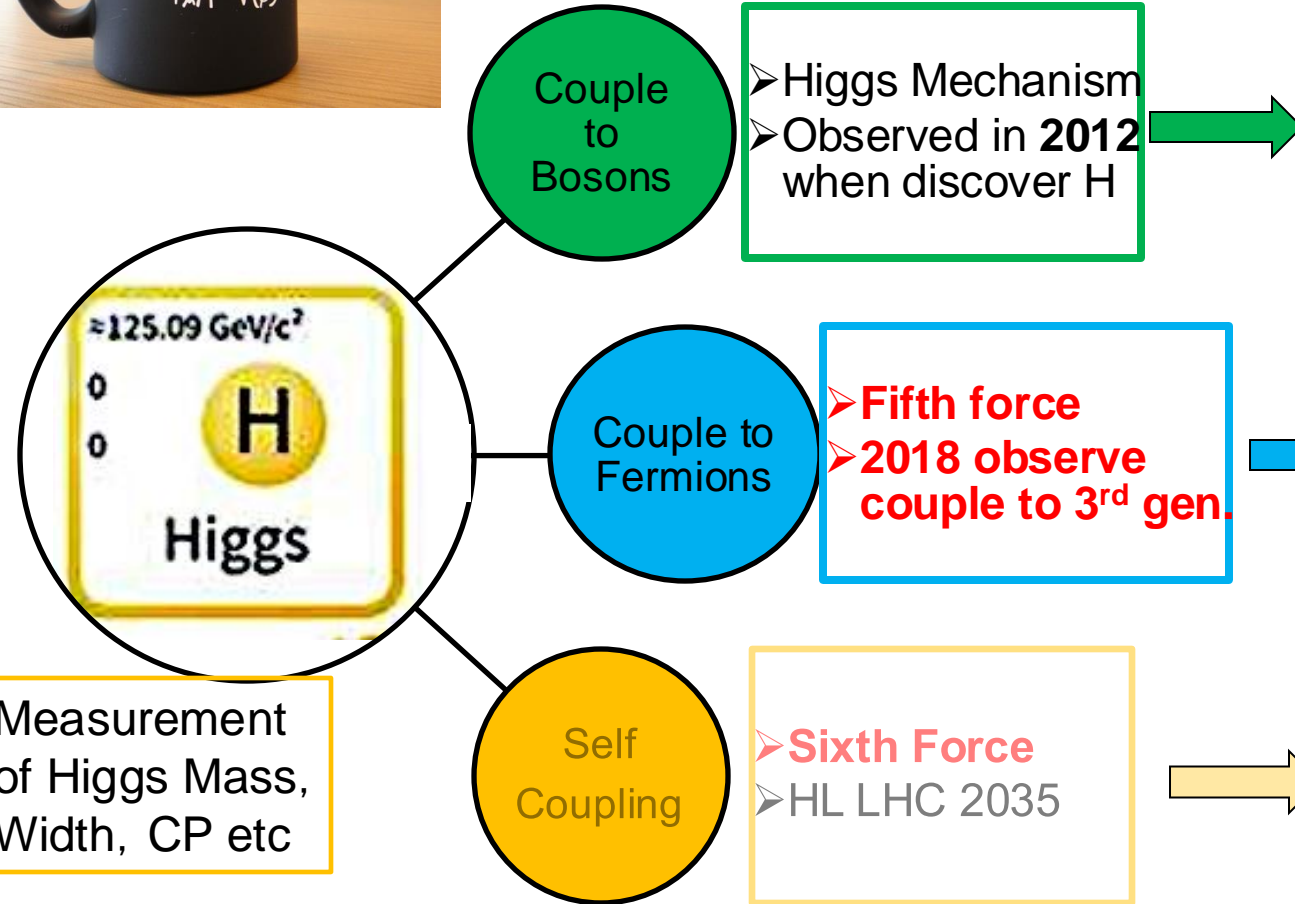 Couple
to
Bosons
➢Higgs Mechanism
➢Observed in 2012
when discover H
≈125.09 GeV/c²
0
0
H
Higgs
Couple to
Fermions
➢Fifth force
➢2018 observe
couple to 3rd gen.
Measurement
of Higgs Mass,
Width, CP etc
Self
Coupling
➢Sixth Force
➢HL LHC 2035